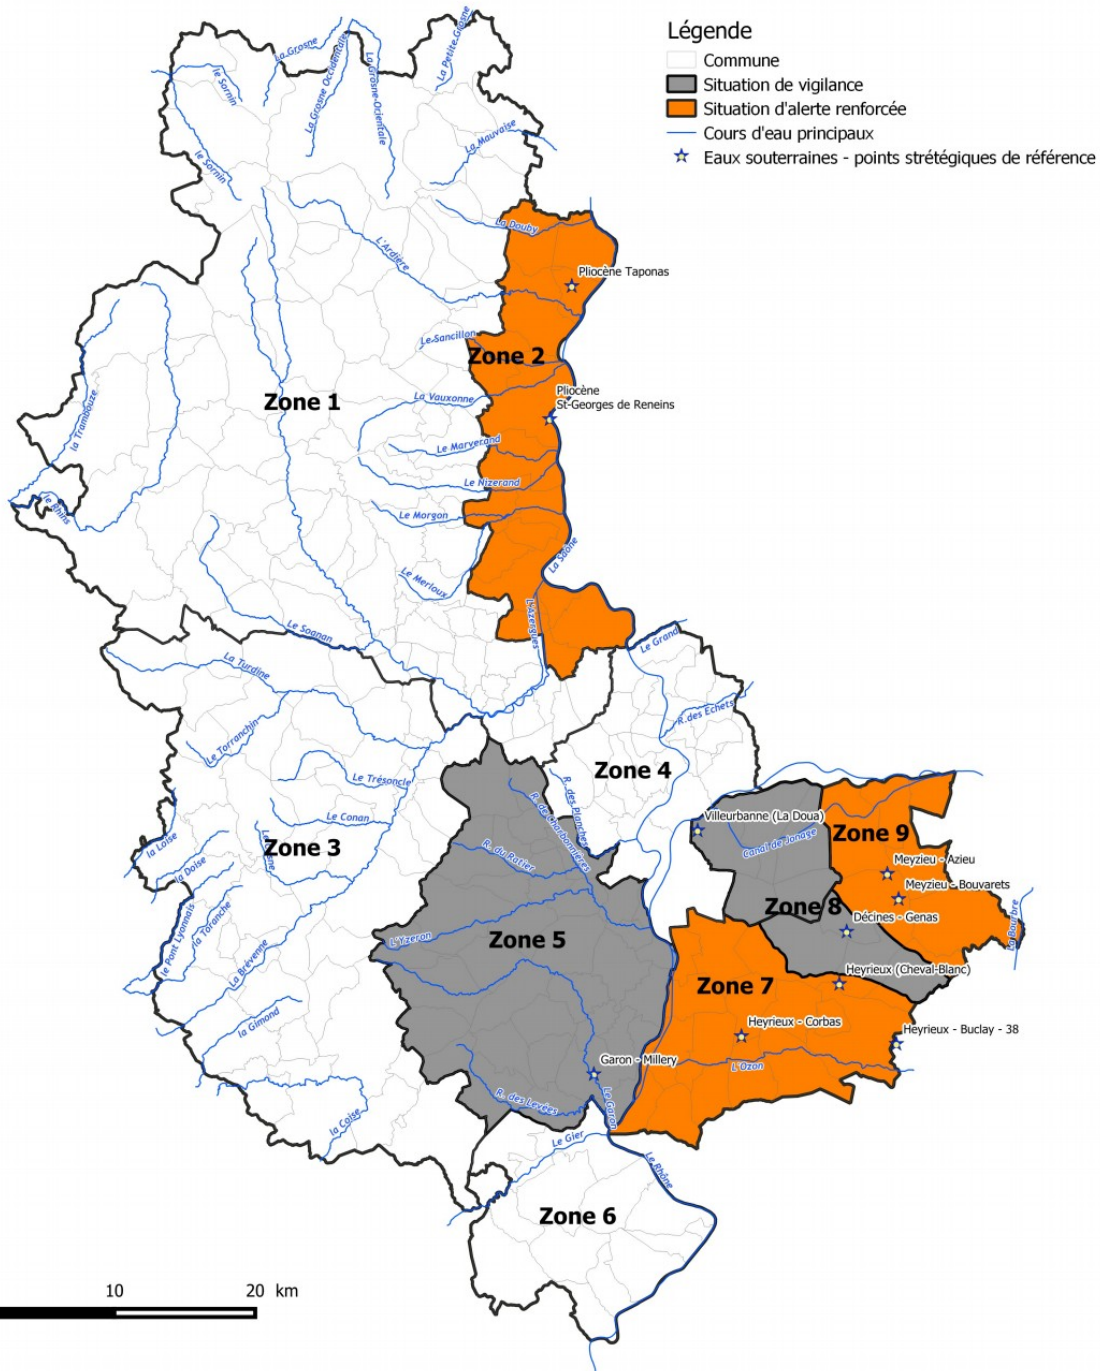 Légende
Commune
Situation de vigilance
Situation d'alerte renforcée
Cours d'eau principaux
Eaux souterraines - points strétégiques de référence
La Grosne
La Grosne Occidentale
La Grosne-Orientale
La Petite Grosne
le Sornin
La Mauvaise
le Sornin
La Douby
L'Ardière
Pliocène Taponas
Le Sancillon
Zone 2
Zone 1
La Vauxonne
Pliocène
St-Georges de Reneins
la Trambouze
Le Marverand
Le Nizerand
le Rhins
Le Morgon
La Saône
Le Merloux
L'Azergues
Le Soanan
Le Grand
La Turdine
R. des Echets
Le Torranchin
Le Trésoncle
Zone 4
R. des Planches
R. de Charbonnières
Le Conan
Villeurbanne (La Doua)
Zone 9
Canal de Jonage
la Loise
Zone 3
R. du Ratier
Meyzieu - Azieu
la Doise
Meyzieu - Bouvarets
Zone 8
Décines - Genas
La Bourbre
le Pont Lyonnais
la Toranche
L'Yzeron
Zone 5
La Brévenne
Heyrieux (Cheval-Blanc)
Zone 7
la Gimond
Heyrieux - Corbas
Heyrieux - Buclay - 38
Garon - Millery
L'Ozon
R. des Levées
Le Garon
la Coise
Le Gier
Le Rhône
Zone 6
10
20 km